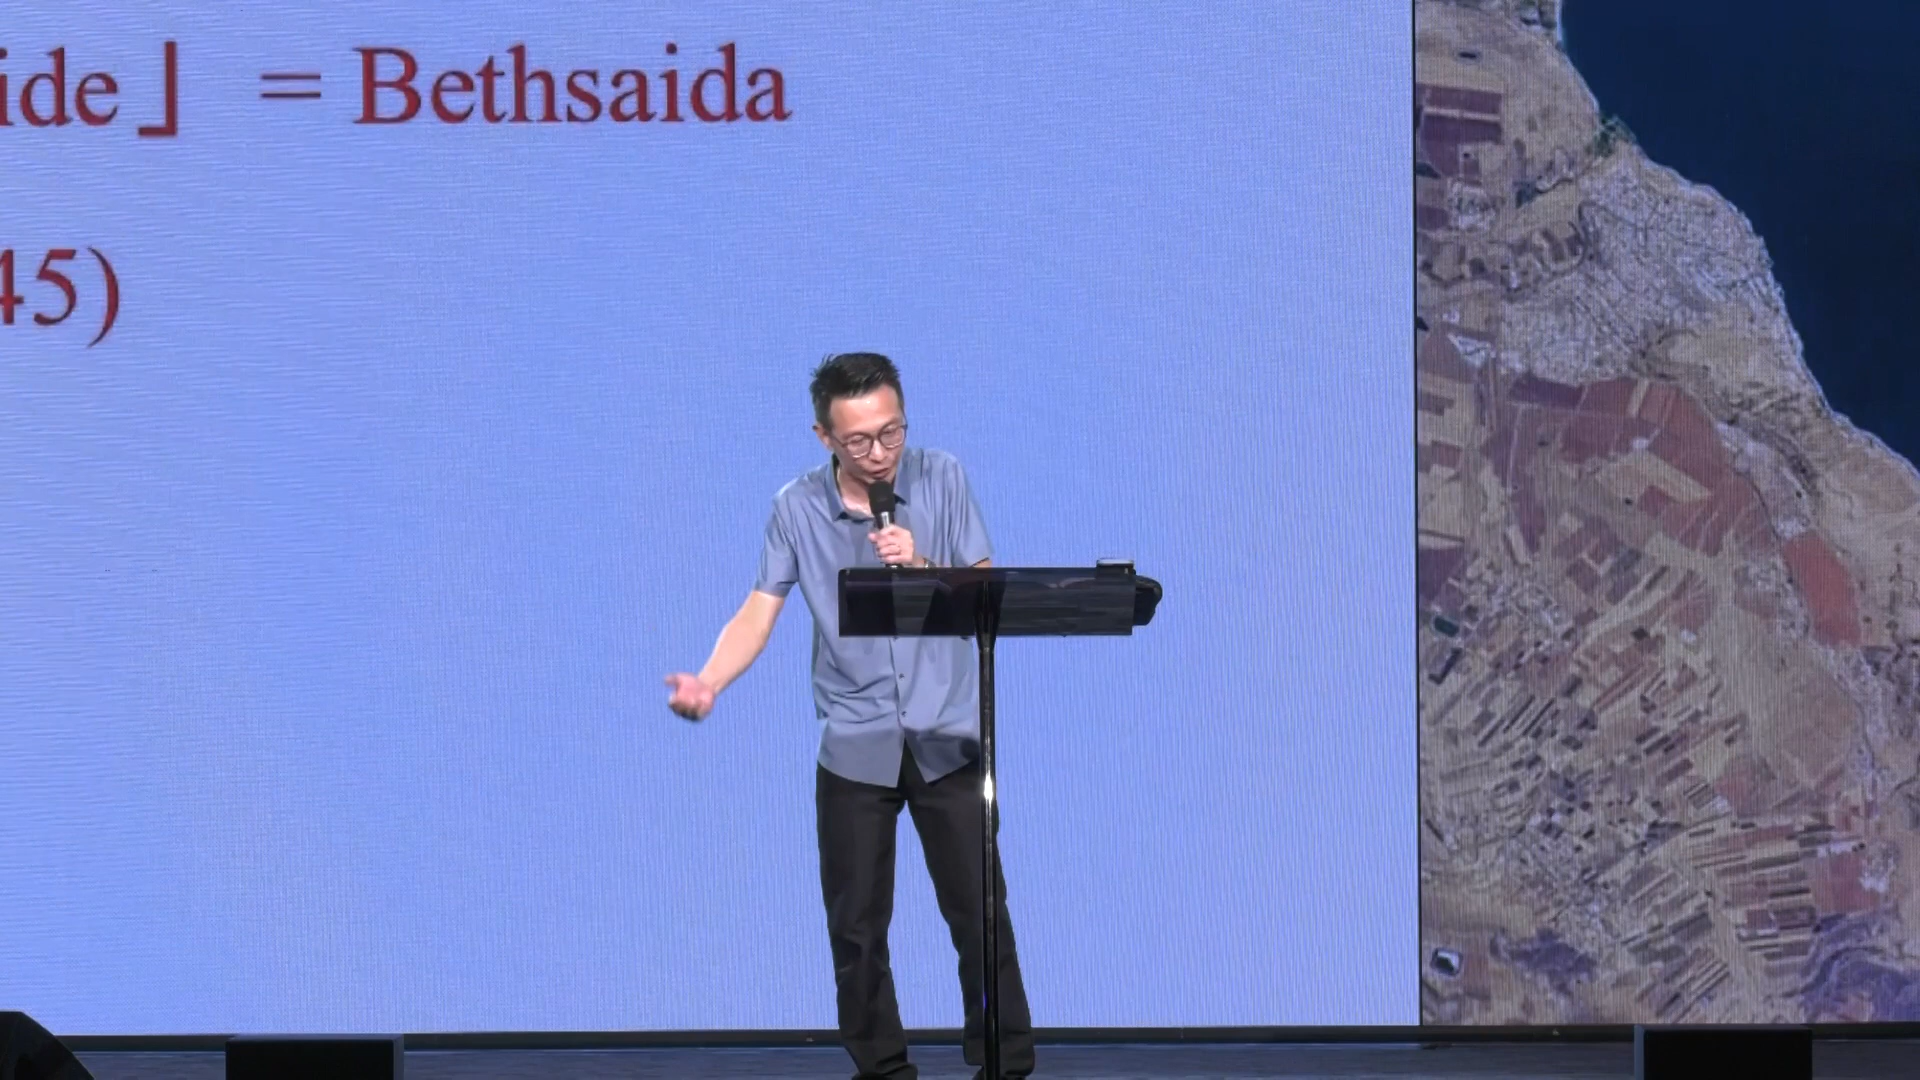 ide」 = Bethsaida
45)